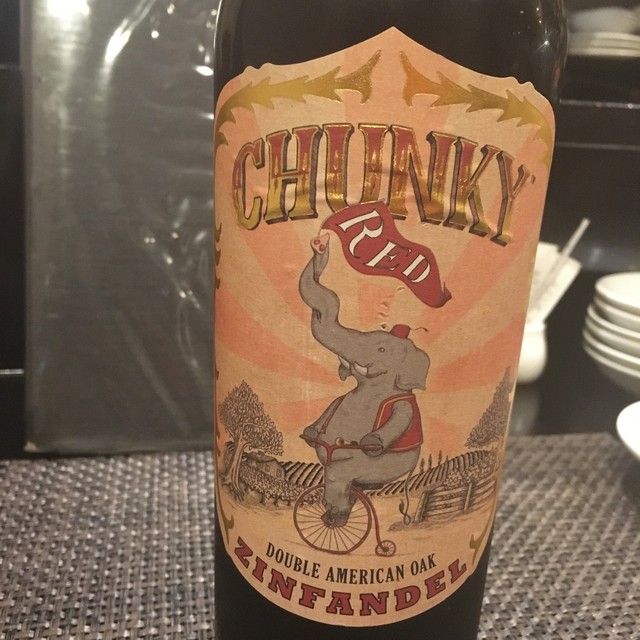 CHUNKY
RED
DOUBLE AMERICAN OAK
ZINFANDEL